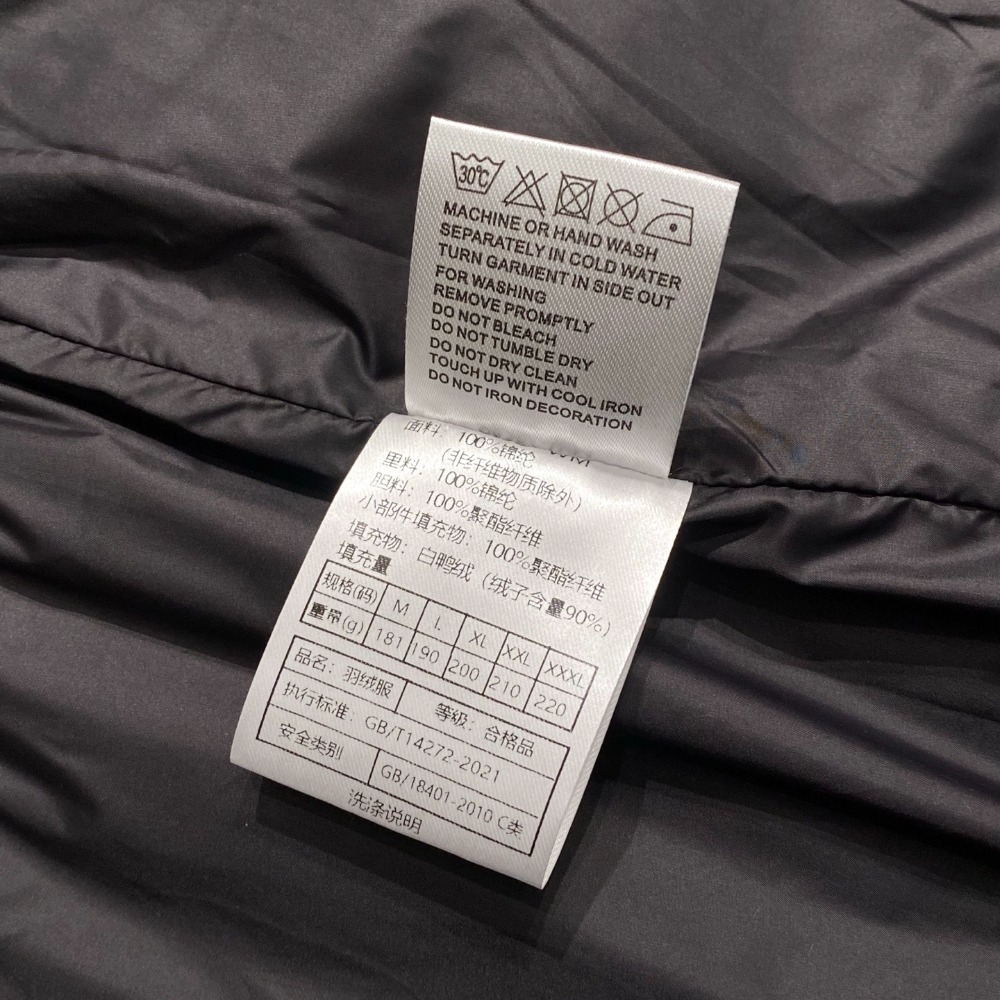 30℃
MACHINE OR HAND WASH
SEPARATELY IN COLD WATER
TURN GARMENT IN SIDE OUT
FOR WASHING
REMOVE PROMPTLY
DO NOT BLEACH
DO NOT TUMBLE DRY
DO NOT DRY CLEAN
TOUCH UP WITH COOL IRON
DO NOT IRON DECORATION
面料: 100%锦纶
(非纤维物质除外)
里料: 100%锦纶
胆料: 100%聚酯纤维
小部件填充物: 100%聚酯纤维
填充物: 白鸭绒 (绒子含量90%)
填充量
规格(码) M L XL XXL XXXL
(g) 181 190 200 210 220
品名: 羽绒服 等级: 合格品
执行标准: GB/T14272-2021
安全类别 GB/18401-2010 C类
洗涤说明